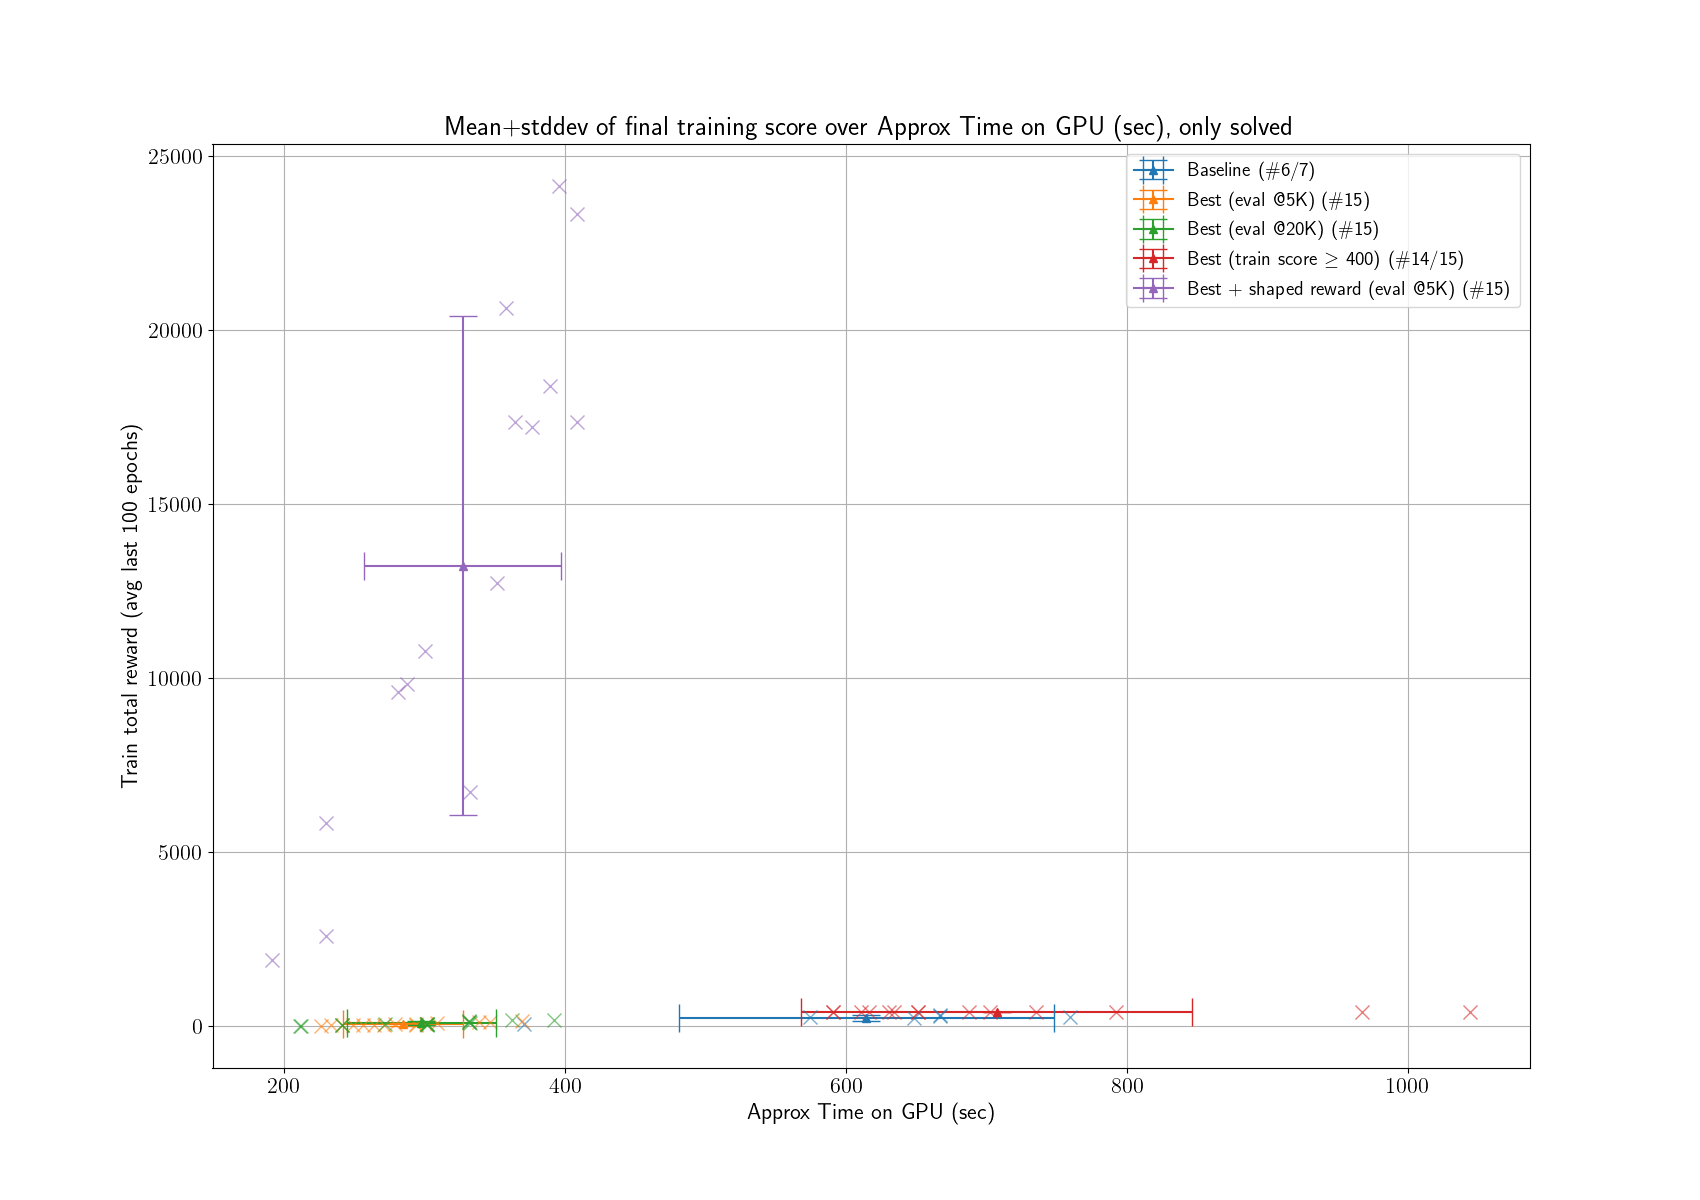 Mean+stddev of final training score over Approx Time on GPU (sec), only solved
25000
20000
15000
10000
5000
0
Train total reward (avg last 100 epochs)
Baseline (#6/7)
Best (eval @5K) (#15)
Best (eval @20K) (#15)
Best (train score ≥ 400) (#14/15)
Best + shaped reward (eval @5K) (#15)
200 400 600 800 1000
Approx Time on GPU (sec)